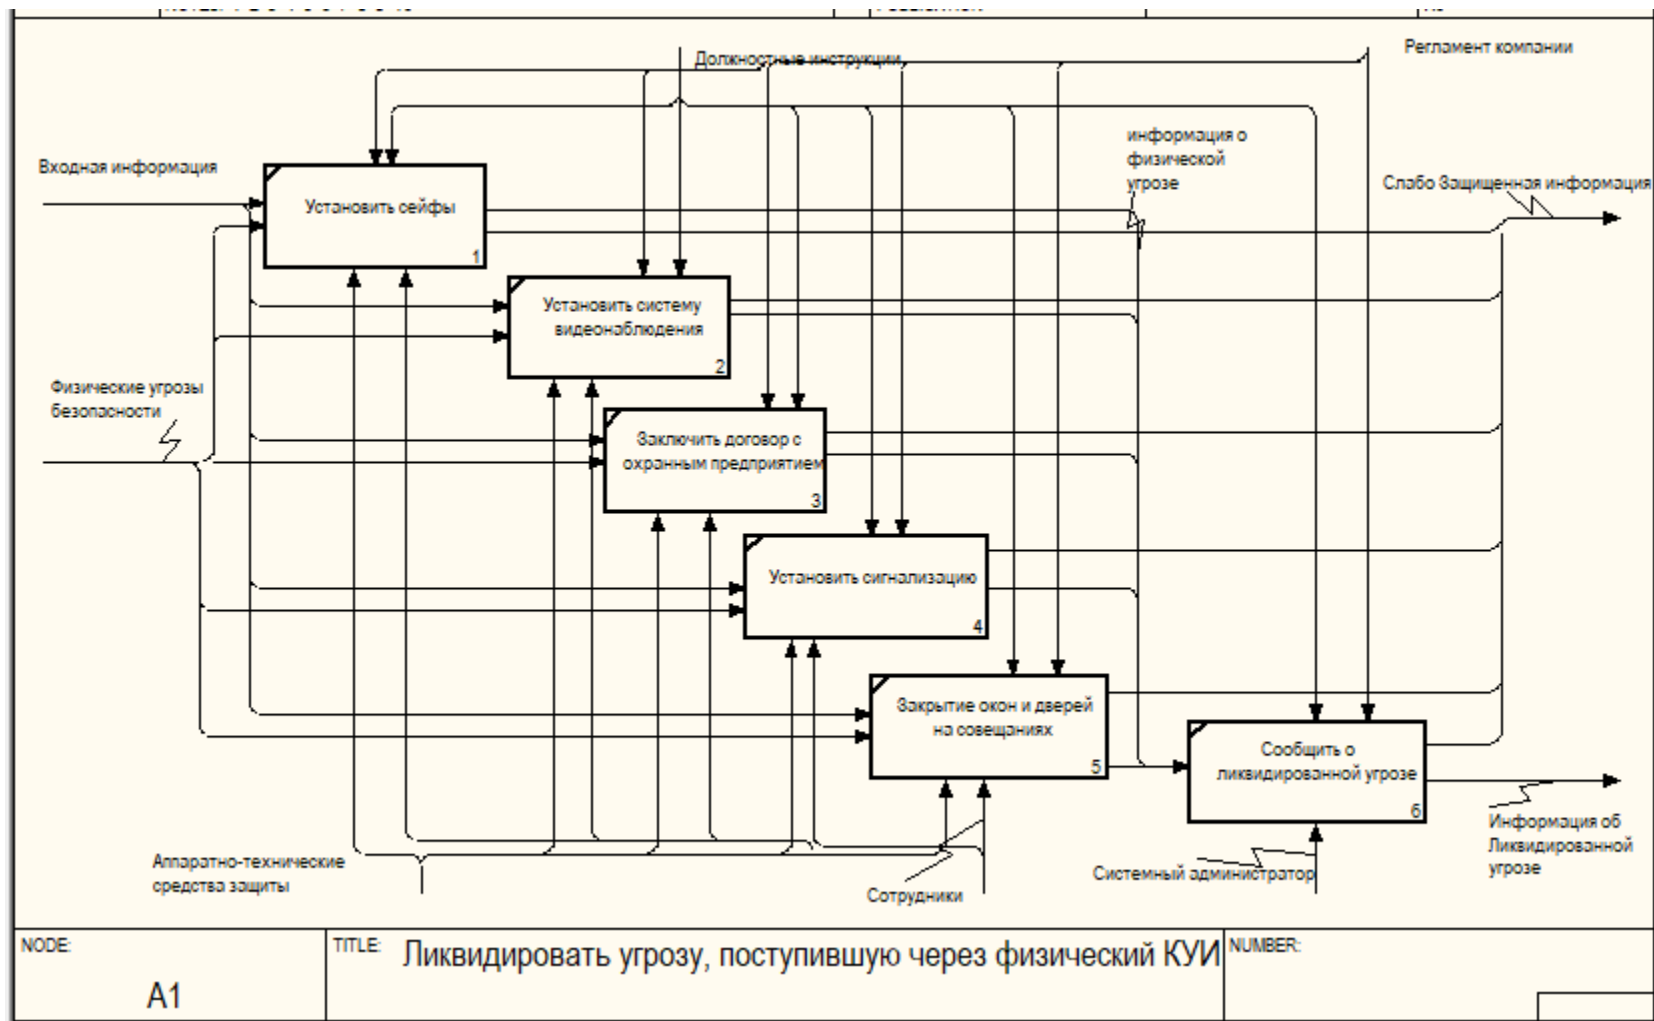 Должностные инструкции
Регламент компании
информация о
физической
угрозе
Входная информация
Слабо Защищенная информация
Установить сейфы
1
Установить систему
видеонаблюдения
2
Физические угрозы
безопасности
Заключить договор с
охранным предприятием
3
Установить сигнализацию
4
Закрытие окон и дверей
на совещаниях
5
Сообщить о
ликвидированной угрозе
6
Информация об
Ликвидированной
угрозе
Аппаратно-технические
средства защиты
Сотрудники
Системный администратор
NODE:
A1
TITLE:
Ликвидировать угрозу, поступившую через физический КУИ
NUMBER: